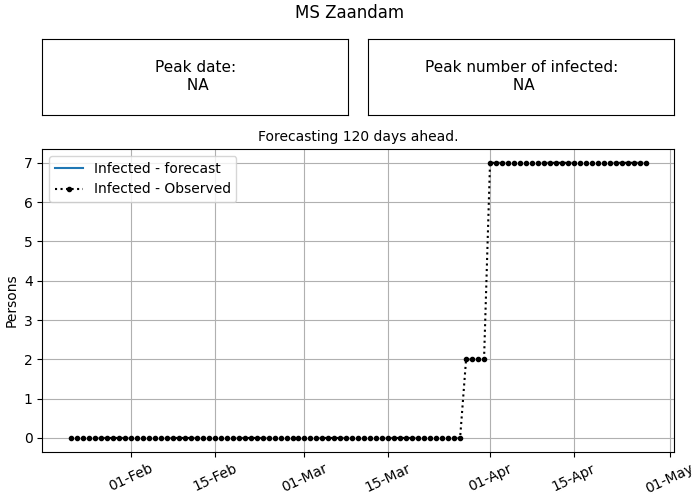 MS Zaandam
Peak date:
NA
Peak number of infected:
NA
Forecasting 120 days ahead.
Infected - forecast
Infected - Observed
Persons
7
6
5
4
3
2
1
0
01-Feb
15-Feb
01-Mar
15-Mar
01-Apr
15-Apr
01-May